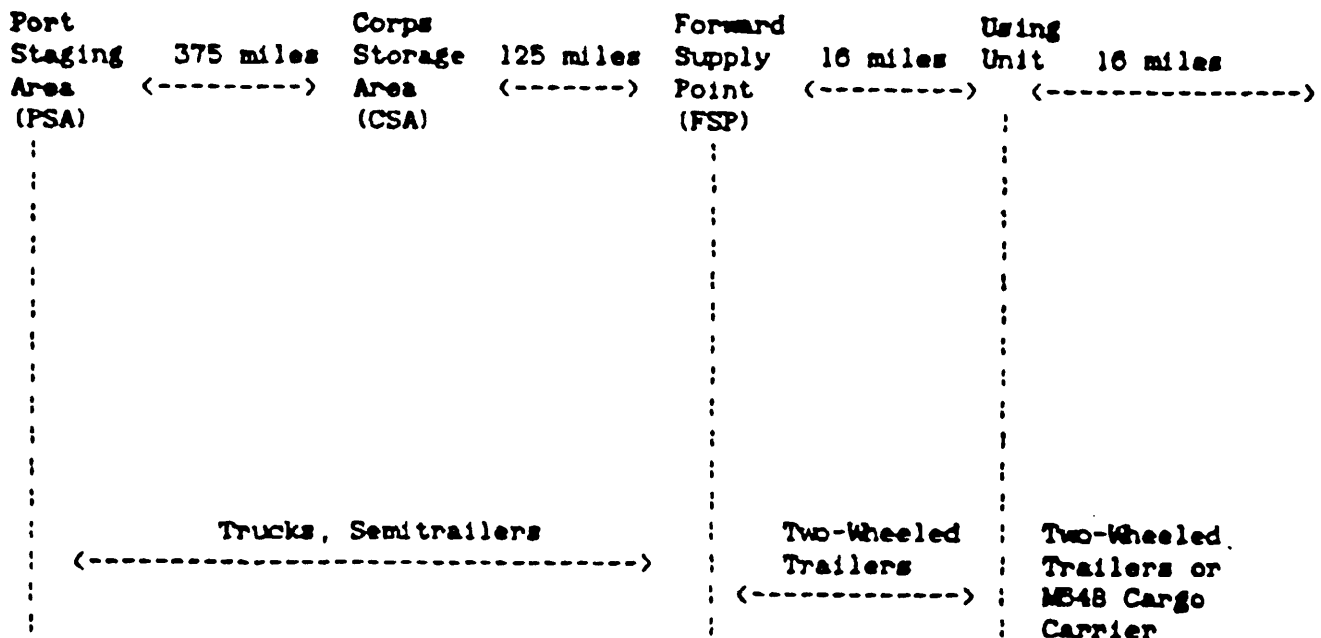 Port Corps Forward Using
Staging 375 miles Storage 125 miles Supply 16 miles Unit 16 miles
Area <---------> Area <-------> Point <---------> <---------------->
(PSA) (CSA) (FSP)
Trucks, Semitrailers Two-Wheeled Two-Wheeled
<---------------------------------> Trailers Trailers or
<--------------> M548 Cargo
Carrier